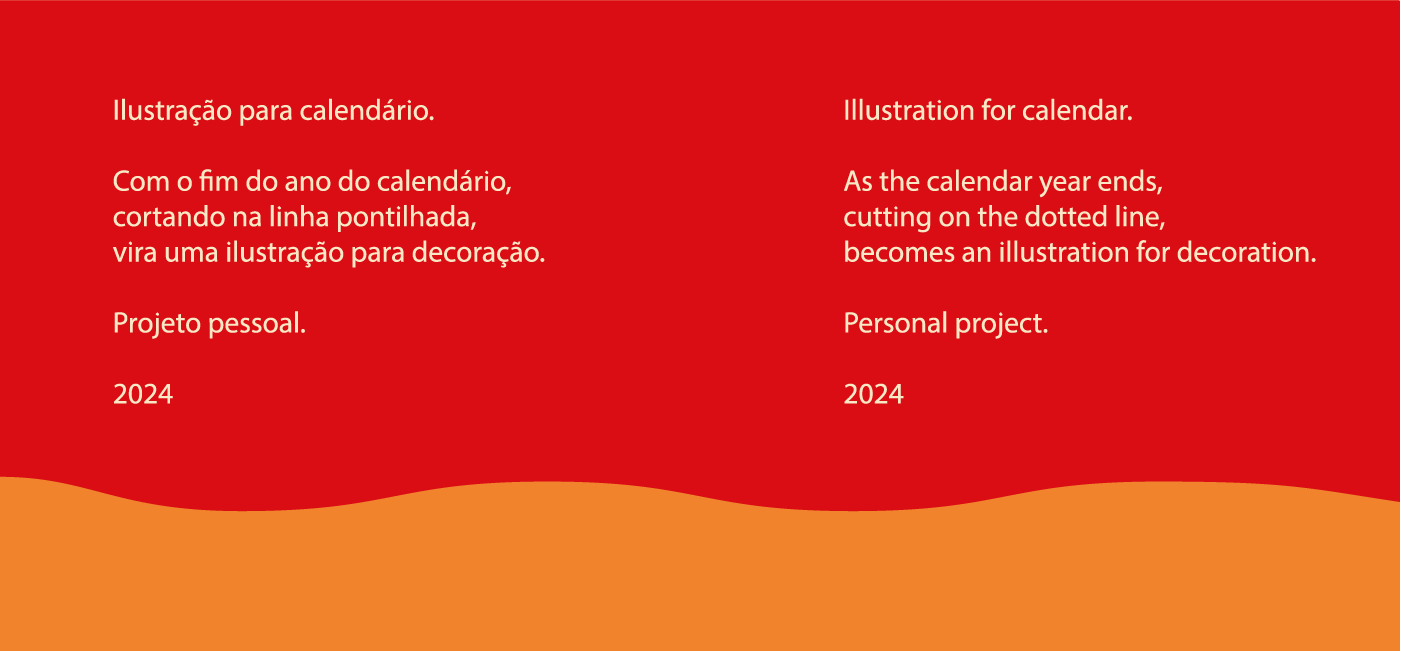 Ilustração para calendário.
Com o fim do ano do calendário,
cortando na linha pontilhada,
vira uma ilustração para decoração.
Projeto pessoal.
2024
Illustration for calendar.
As the calendar year ends,
cutting on the dotted line,
becomes an illustration for decoration.
Personal project.
2024